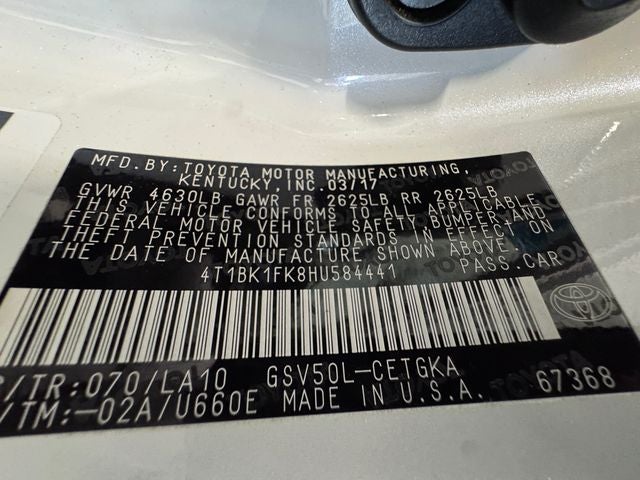 MFD. BY: TOYOTA MOTOR MANUFACTURING,
KENTUCKY, INC. 03/17
GVWR 4630LB GAWR FR 2625LB RR 2625LB
THIS VEHICLE CONFORMS TO ALL APPLICABLE
FEDERAL MOTOR VEHICLE SAFETY, BUMPER, AND
THEFT PREVENTION STANDARDS IN EFFECT ON
THE DATE OF MANUFACTURE SHOWN ABOVE.
4T1BK1FK8HU584441 PASS. CAR
/TR:070/LA10 GSV50L-CETGKA
/TM:-02A/U660E MADE IN U.S.A. 67368
TOYOTA